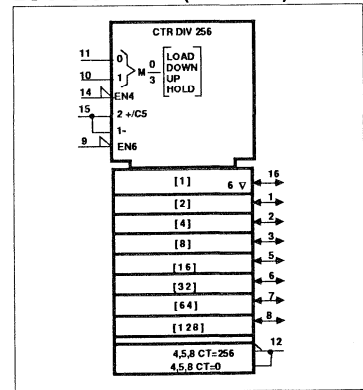 CTR DIV 256
11 0 LOAD
M 0 DOWN
10 1 3 UP
14 EN4 HOLD
15 2 +/C5
1-
9 EN6
[1] 6 ∇ 16
[2] 1
[4] 2
[8] 3
[16] 5
[32] 6
[64] 7
[128] 8
12
4,5,8 CT=256
4,5,8 CT=0